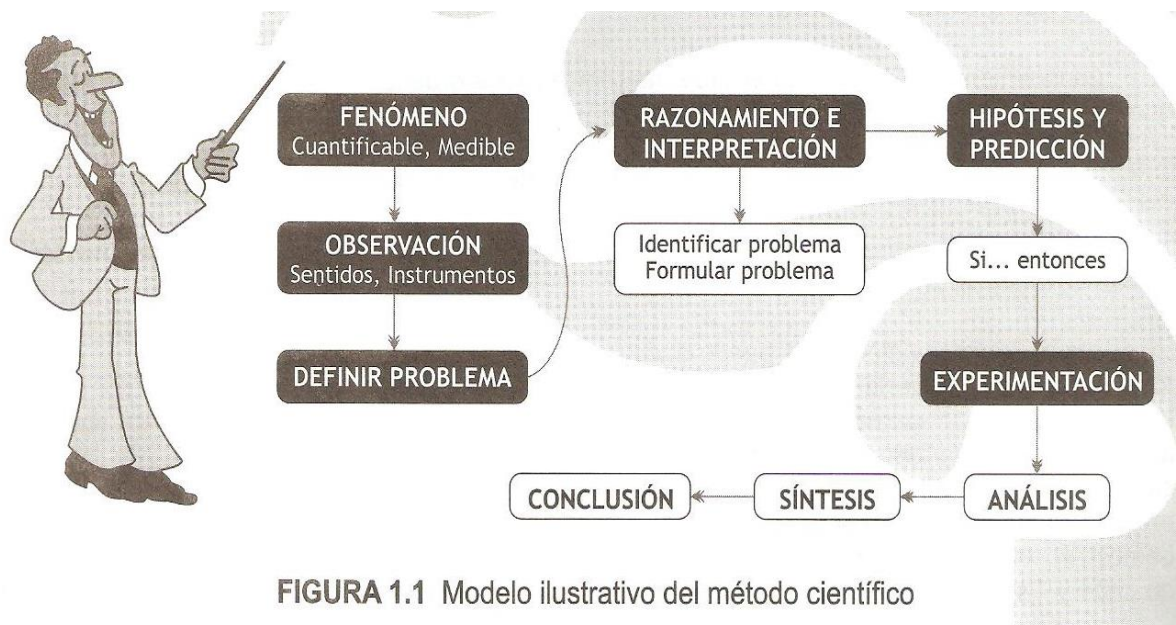 FENÓMENO
Cuantificable, Medible
OBSERVACIÓN
Sentidos, Instrumentos
DEFINIR PROBLEMA
RAZONAMIENTO E
INTERPRETACIÓN
Identificar problema
Formular problema
HIPÓTESIS Y
PREDICCIÓN
Si... entonces
EXPERIMENTACIÓN
ANÁLISIS
SÍNTESIS
CONCLUSIÓN
FIGURA 1.1 Modelo ilustrativo del método científico